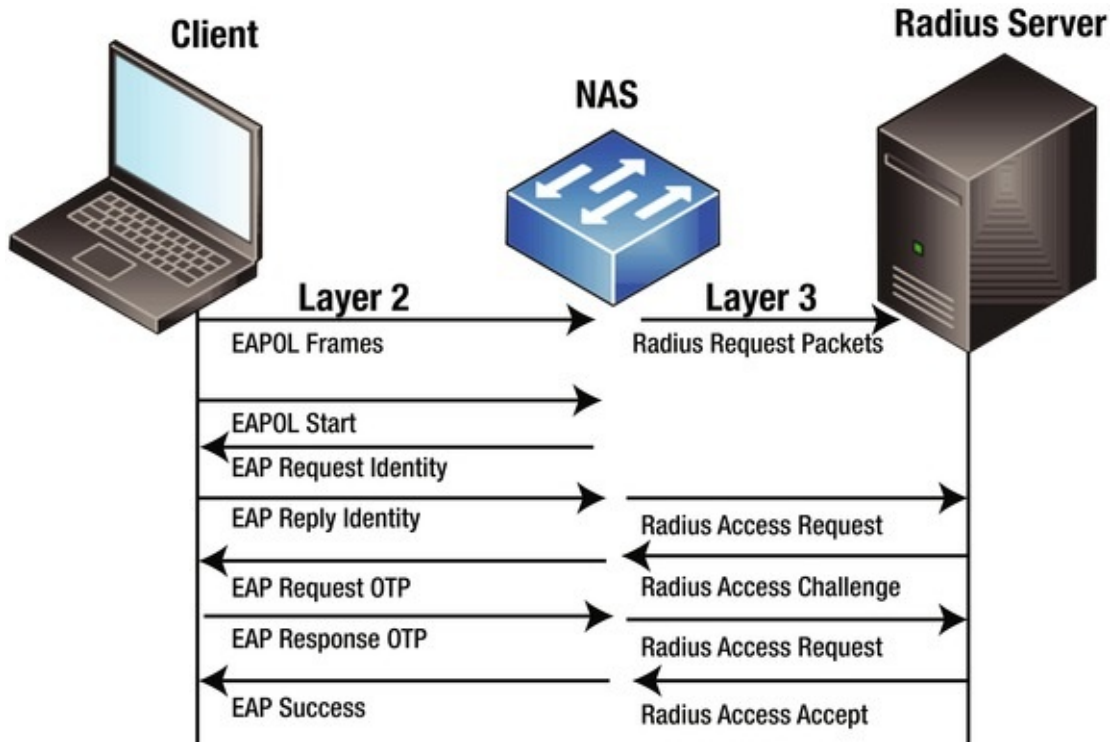 Client
NAS
Radius Server
Layer 2
Layer 3
EAPOL Frames
Radius Request Packets
EAPOL Start
EAP Request Identity
EAP Reply Identity
Radius Access Request
EAP Request OTP
Radius Access Challenge
EAP Response OTP
Radius Access Request
EAP Success
Radius Access Accept